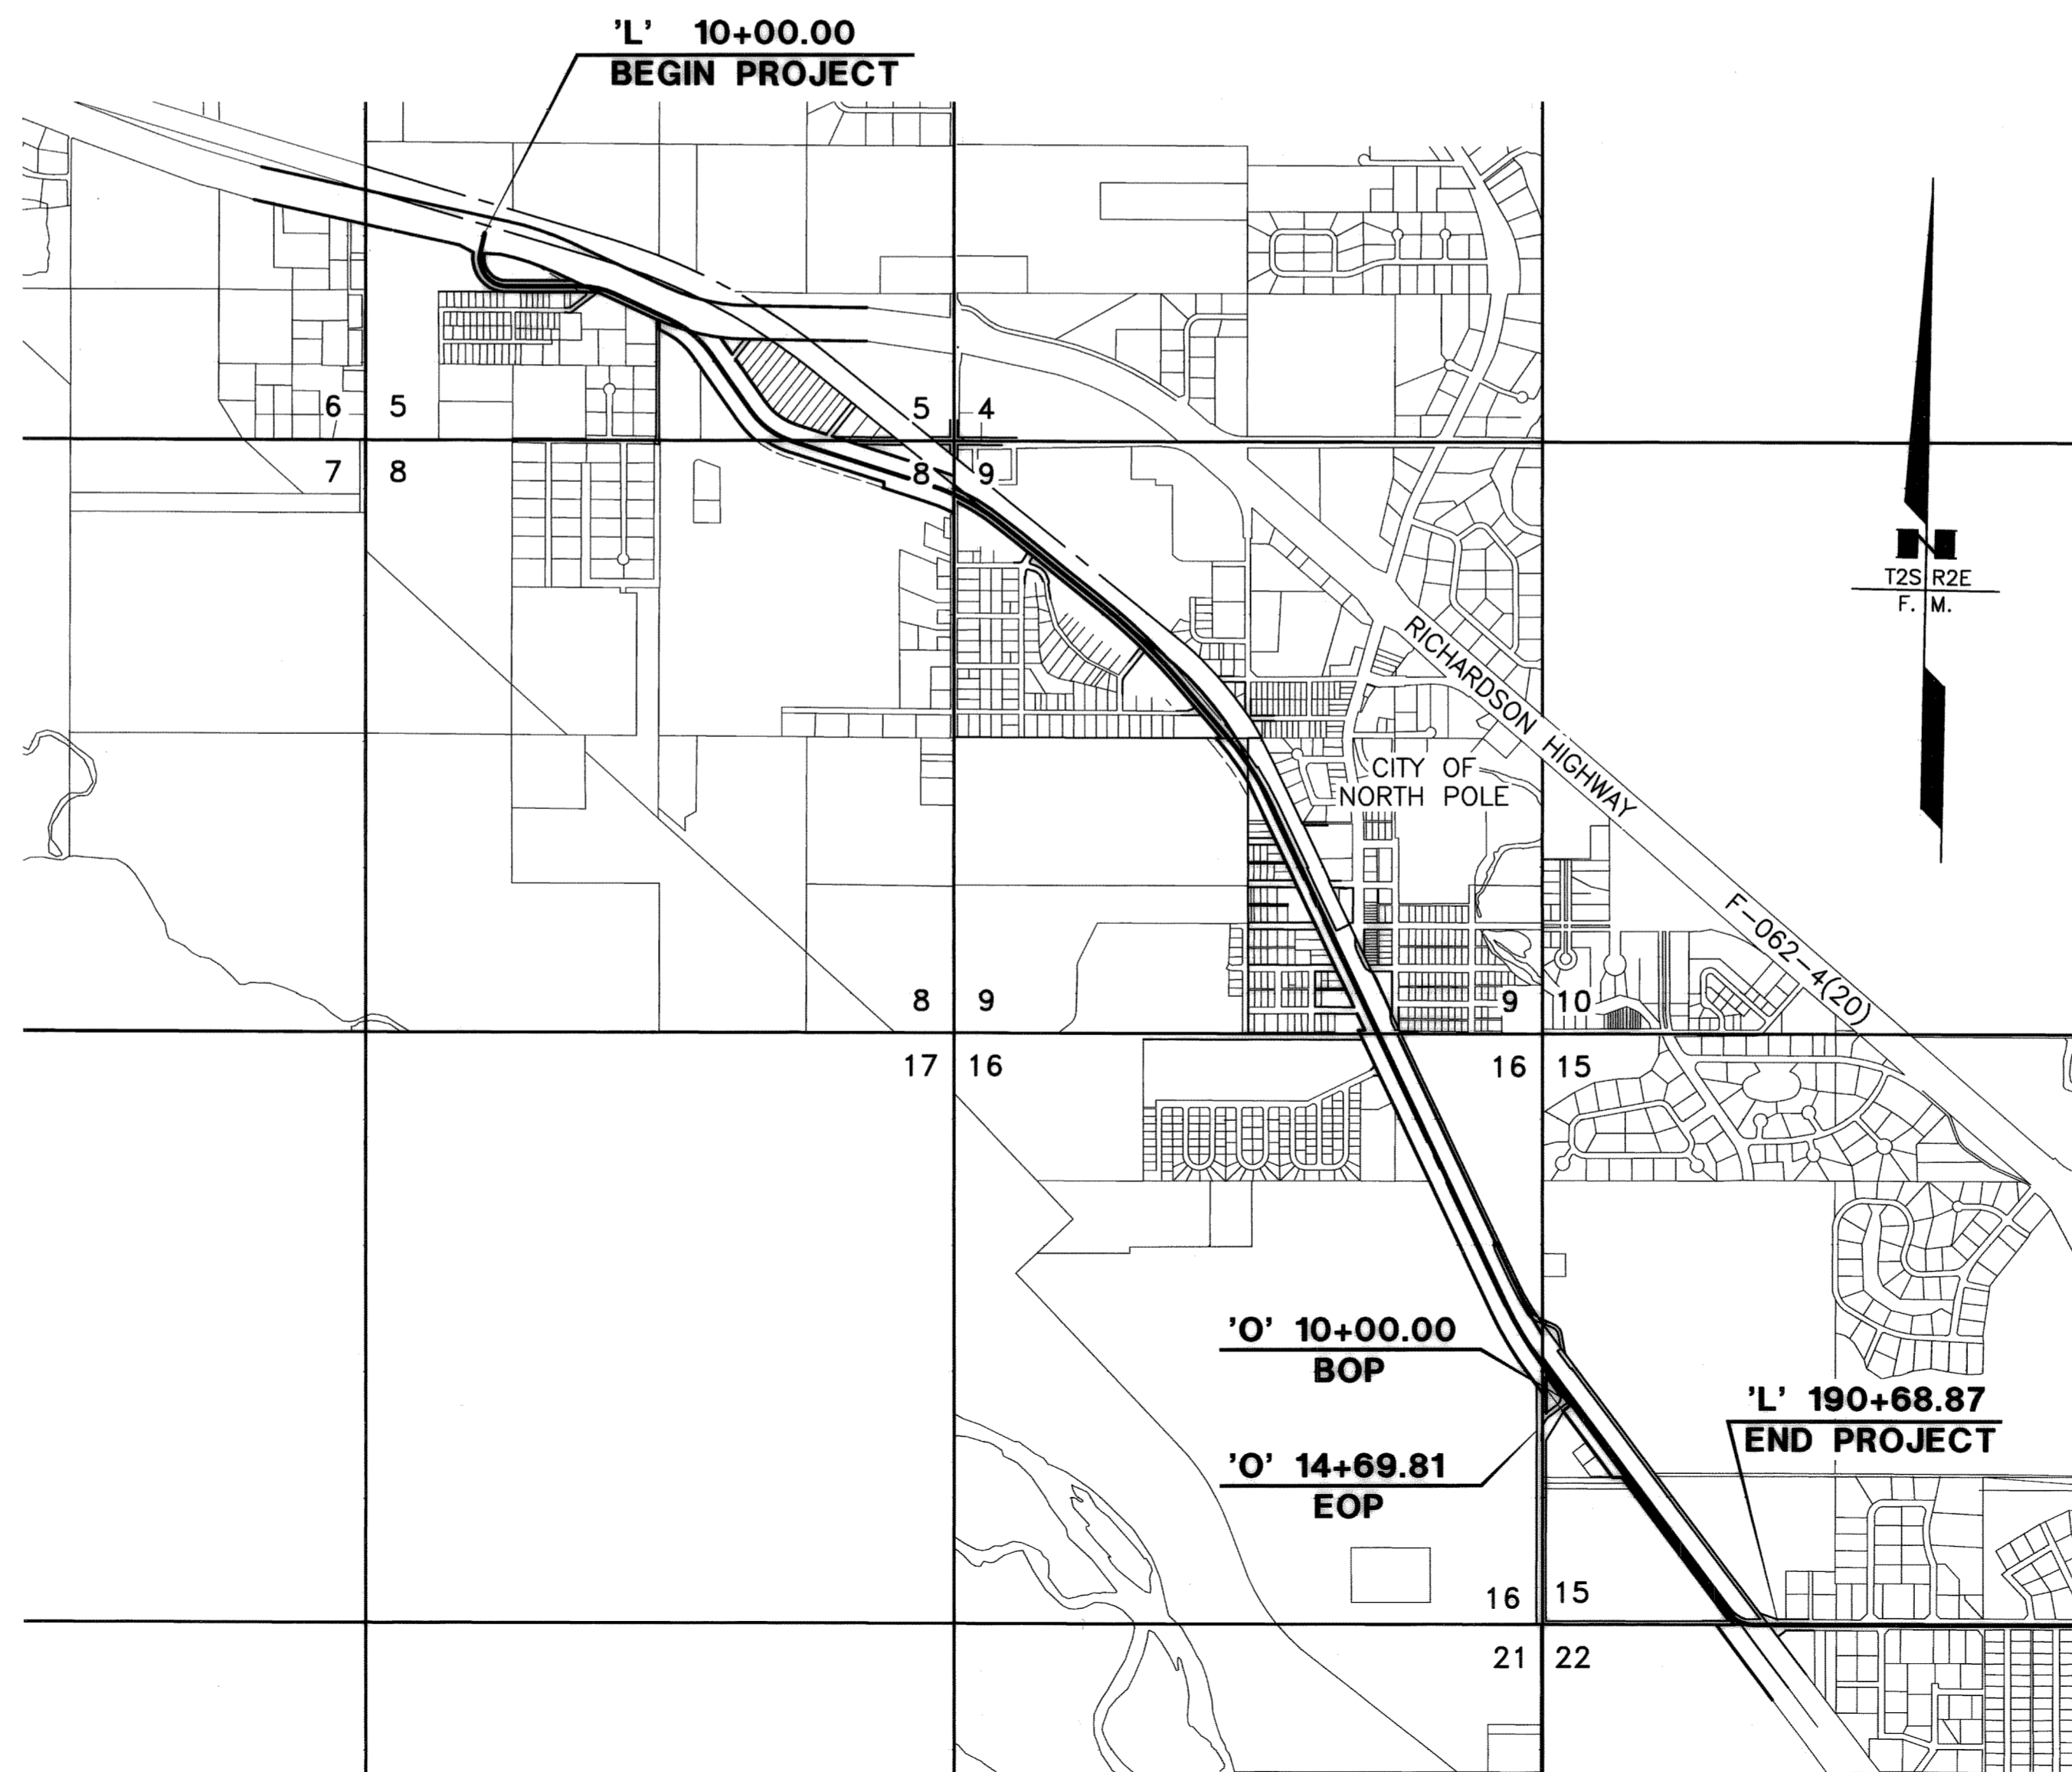 'L' 10+00.00
BEGIN PROJECT
6 5
5 4
7 8
8 9
N
T2S R2E
F. M.
RICHARDSON HIGHWAY
CITY OF
NORTH POLE
F-062-4(20)
8 9
9 10
17 16
16 15
'O' 10+00.00
BOP
'L' 190+68.87
END PROJECT
'O' 14+69.81
EOP
16 15
21 22